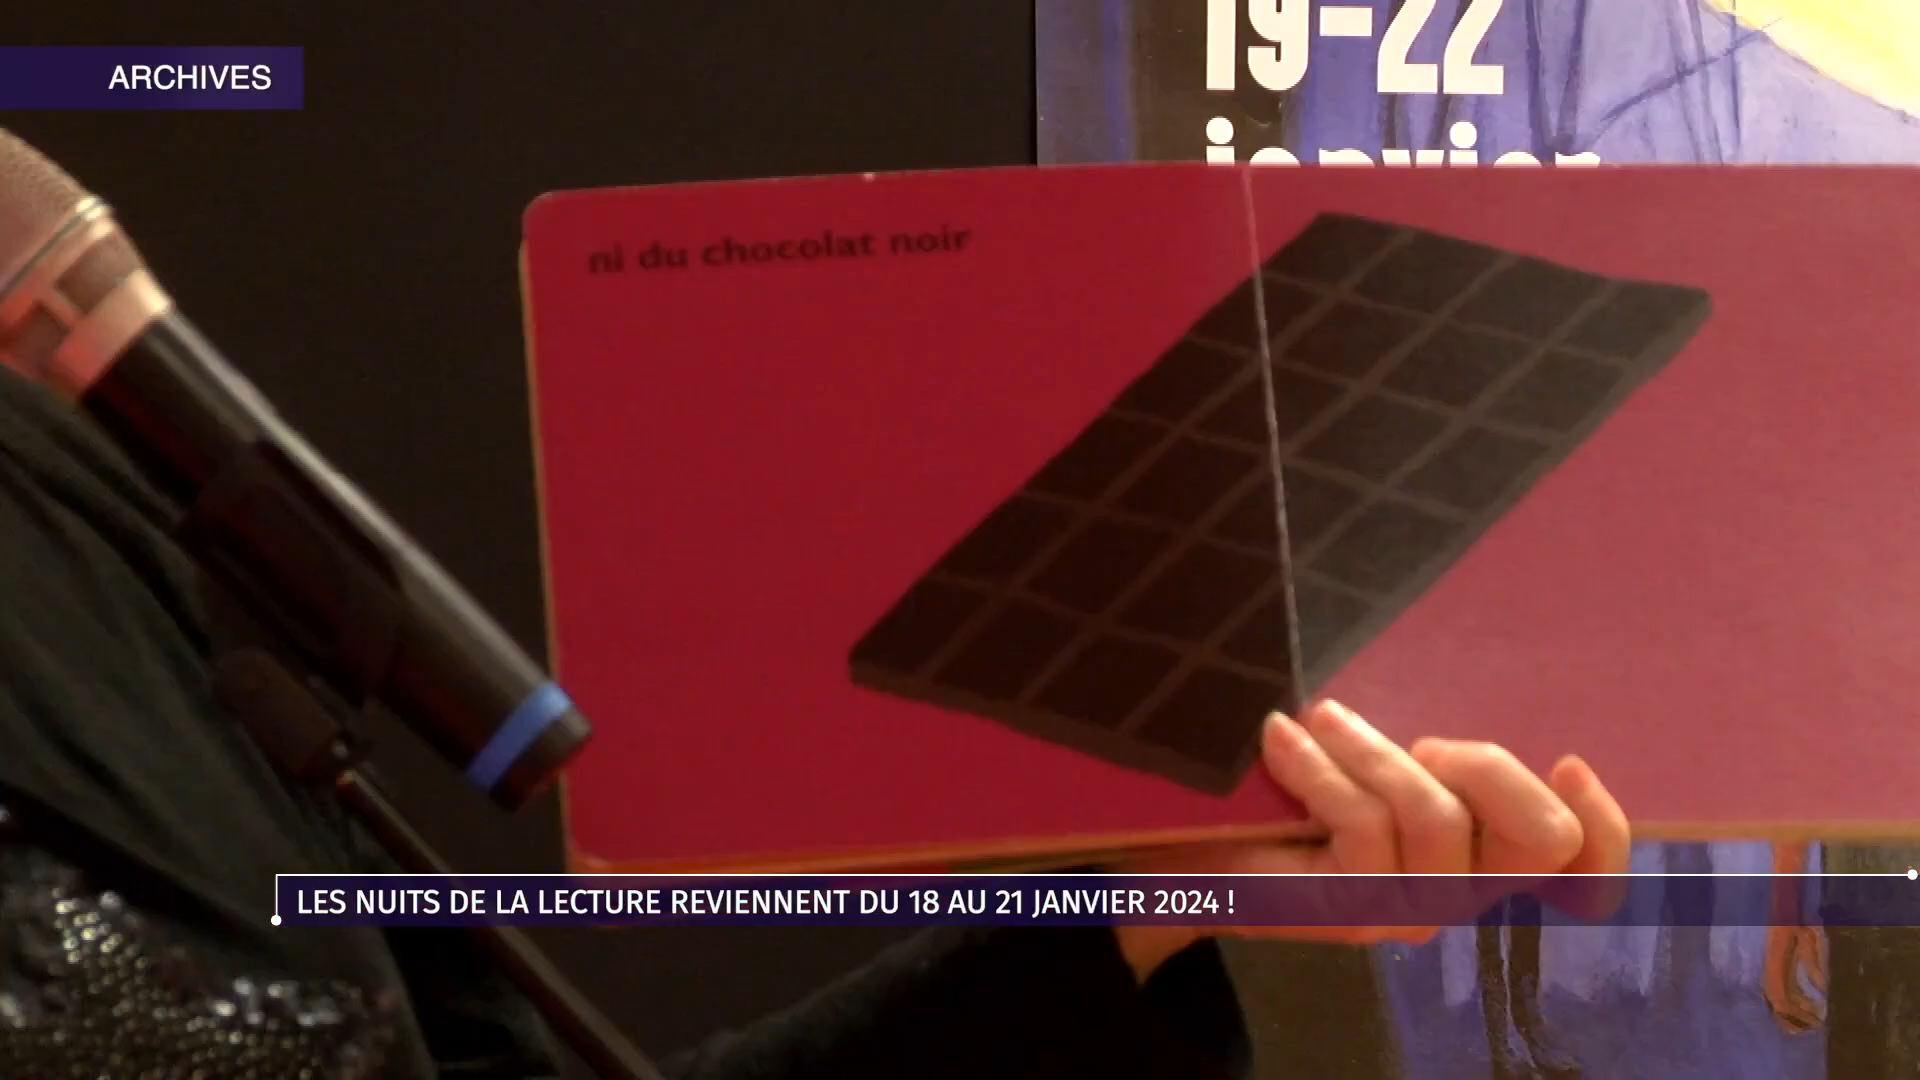 19-22
janvier
ARCHIVES
ni du chocolat noir
LES NUITS DE LA LECTURE REVIENNENT DU 18 AU 21 JANVIER 2024 !